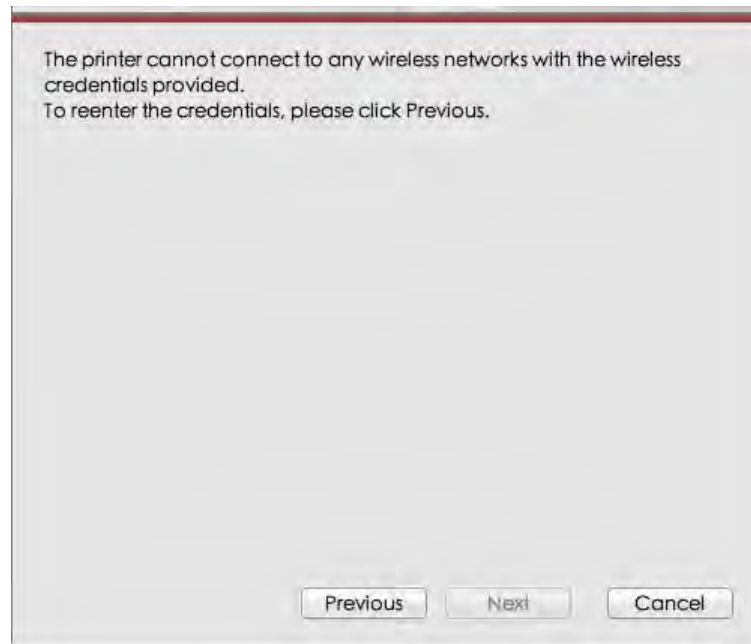 The printer cannot connect to any wireless networks with the wireless
credentials provided.
To reenter the credentials, please click Previous.
Previous
Next
Cancel